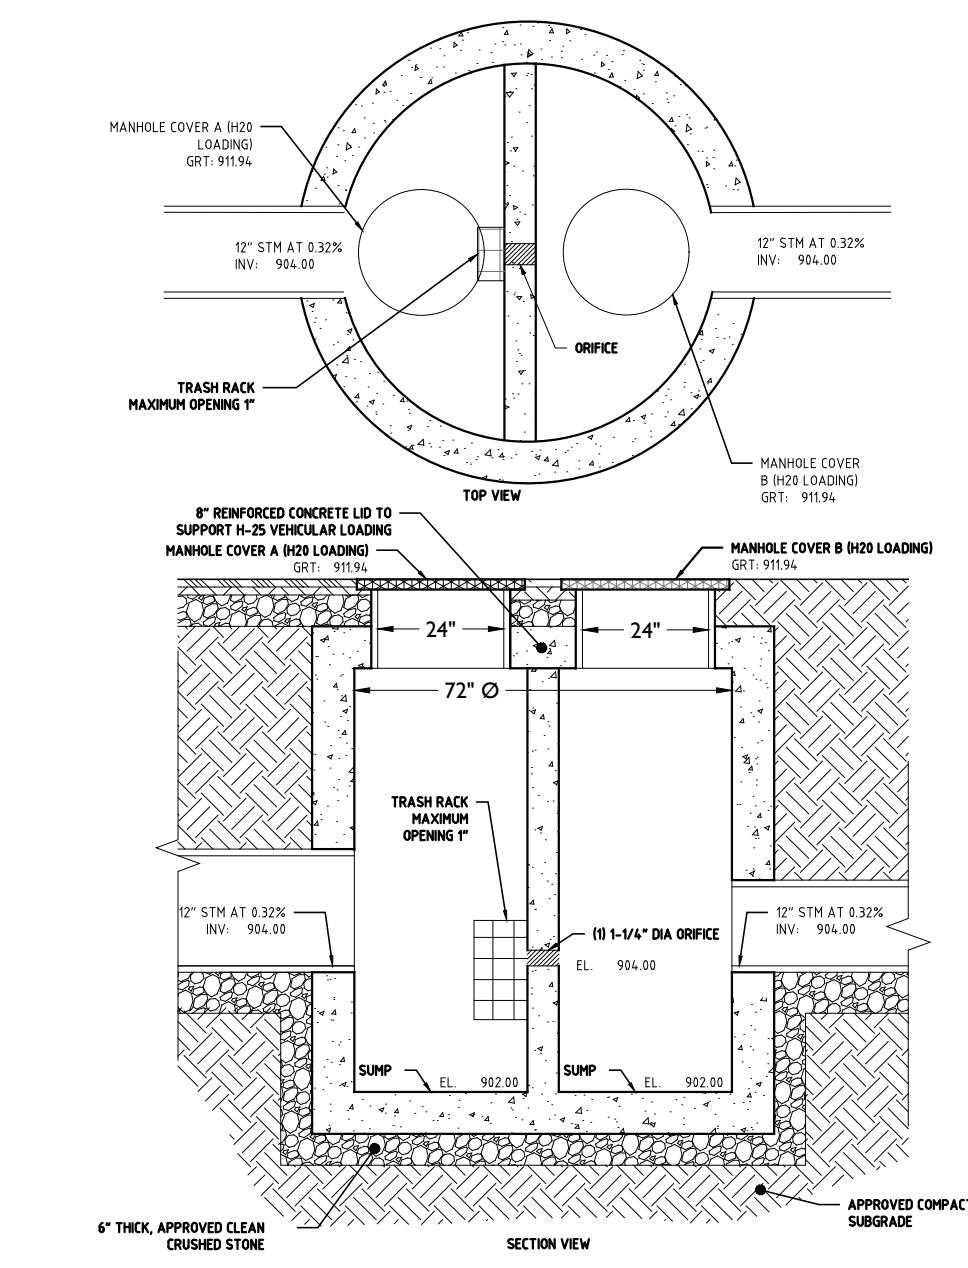 MANHOLE COVER A (H20
LOADING)
GRT: 911.94
12" STM AT 0.32%
INV: 904.00
12" STM AT 0.32%
INV: 904.00
ORIFICE
TRASH RACK
MAXIMUM OPENING 1"
MANHOLE COVER
B (H20 LOADING)
GRT: 911.94
TOP VIEW
8" REINFORCED CONCRETE LID TO
SUPPORT H-25 VEHICULAR LOADING
MANHOLE COVER A (H20 LOADING)
GRT: 911.94
MANHOLE COVER B (H20 LOADING)
GRT: 911.94
24"
24"
72" Ø
TRASH RACK
MAXIMUM
OPENING 1"
12" STM AT 0.32%
INV: 904.00
12" STM AT 0.32%
INV: 904.00
(1) 1-1/4" DIA ORIFICE
EL. 904.00
SUMP
EL. 902.00
SUMP
EL. 902.00
6" THICK, APPROVED CLEAN
CRUSHED STONE
APPROVED COMPACT
SUBGRADE
SECTION VIEW